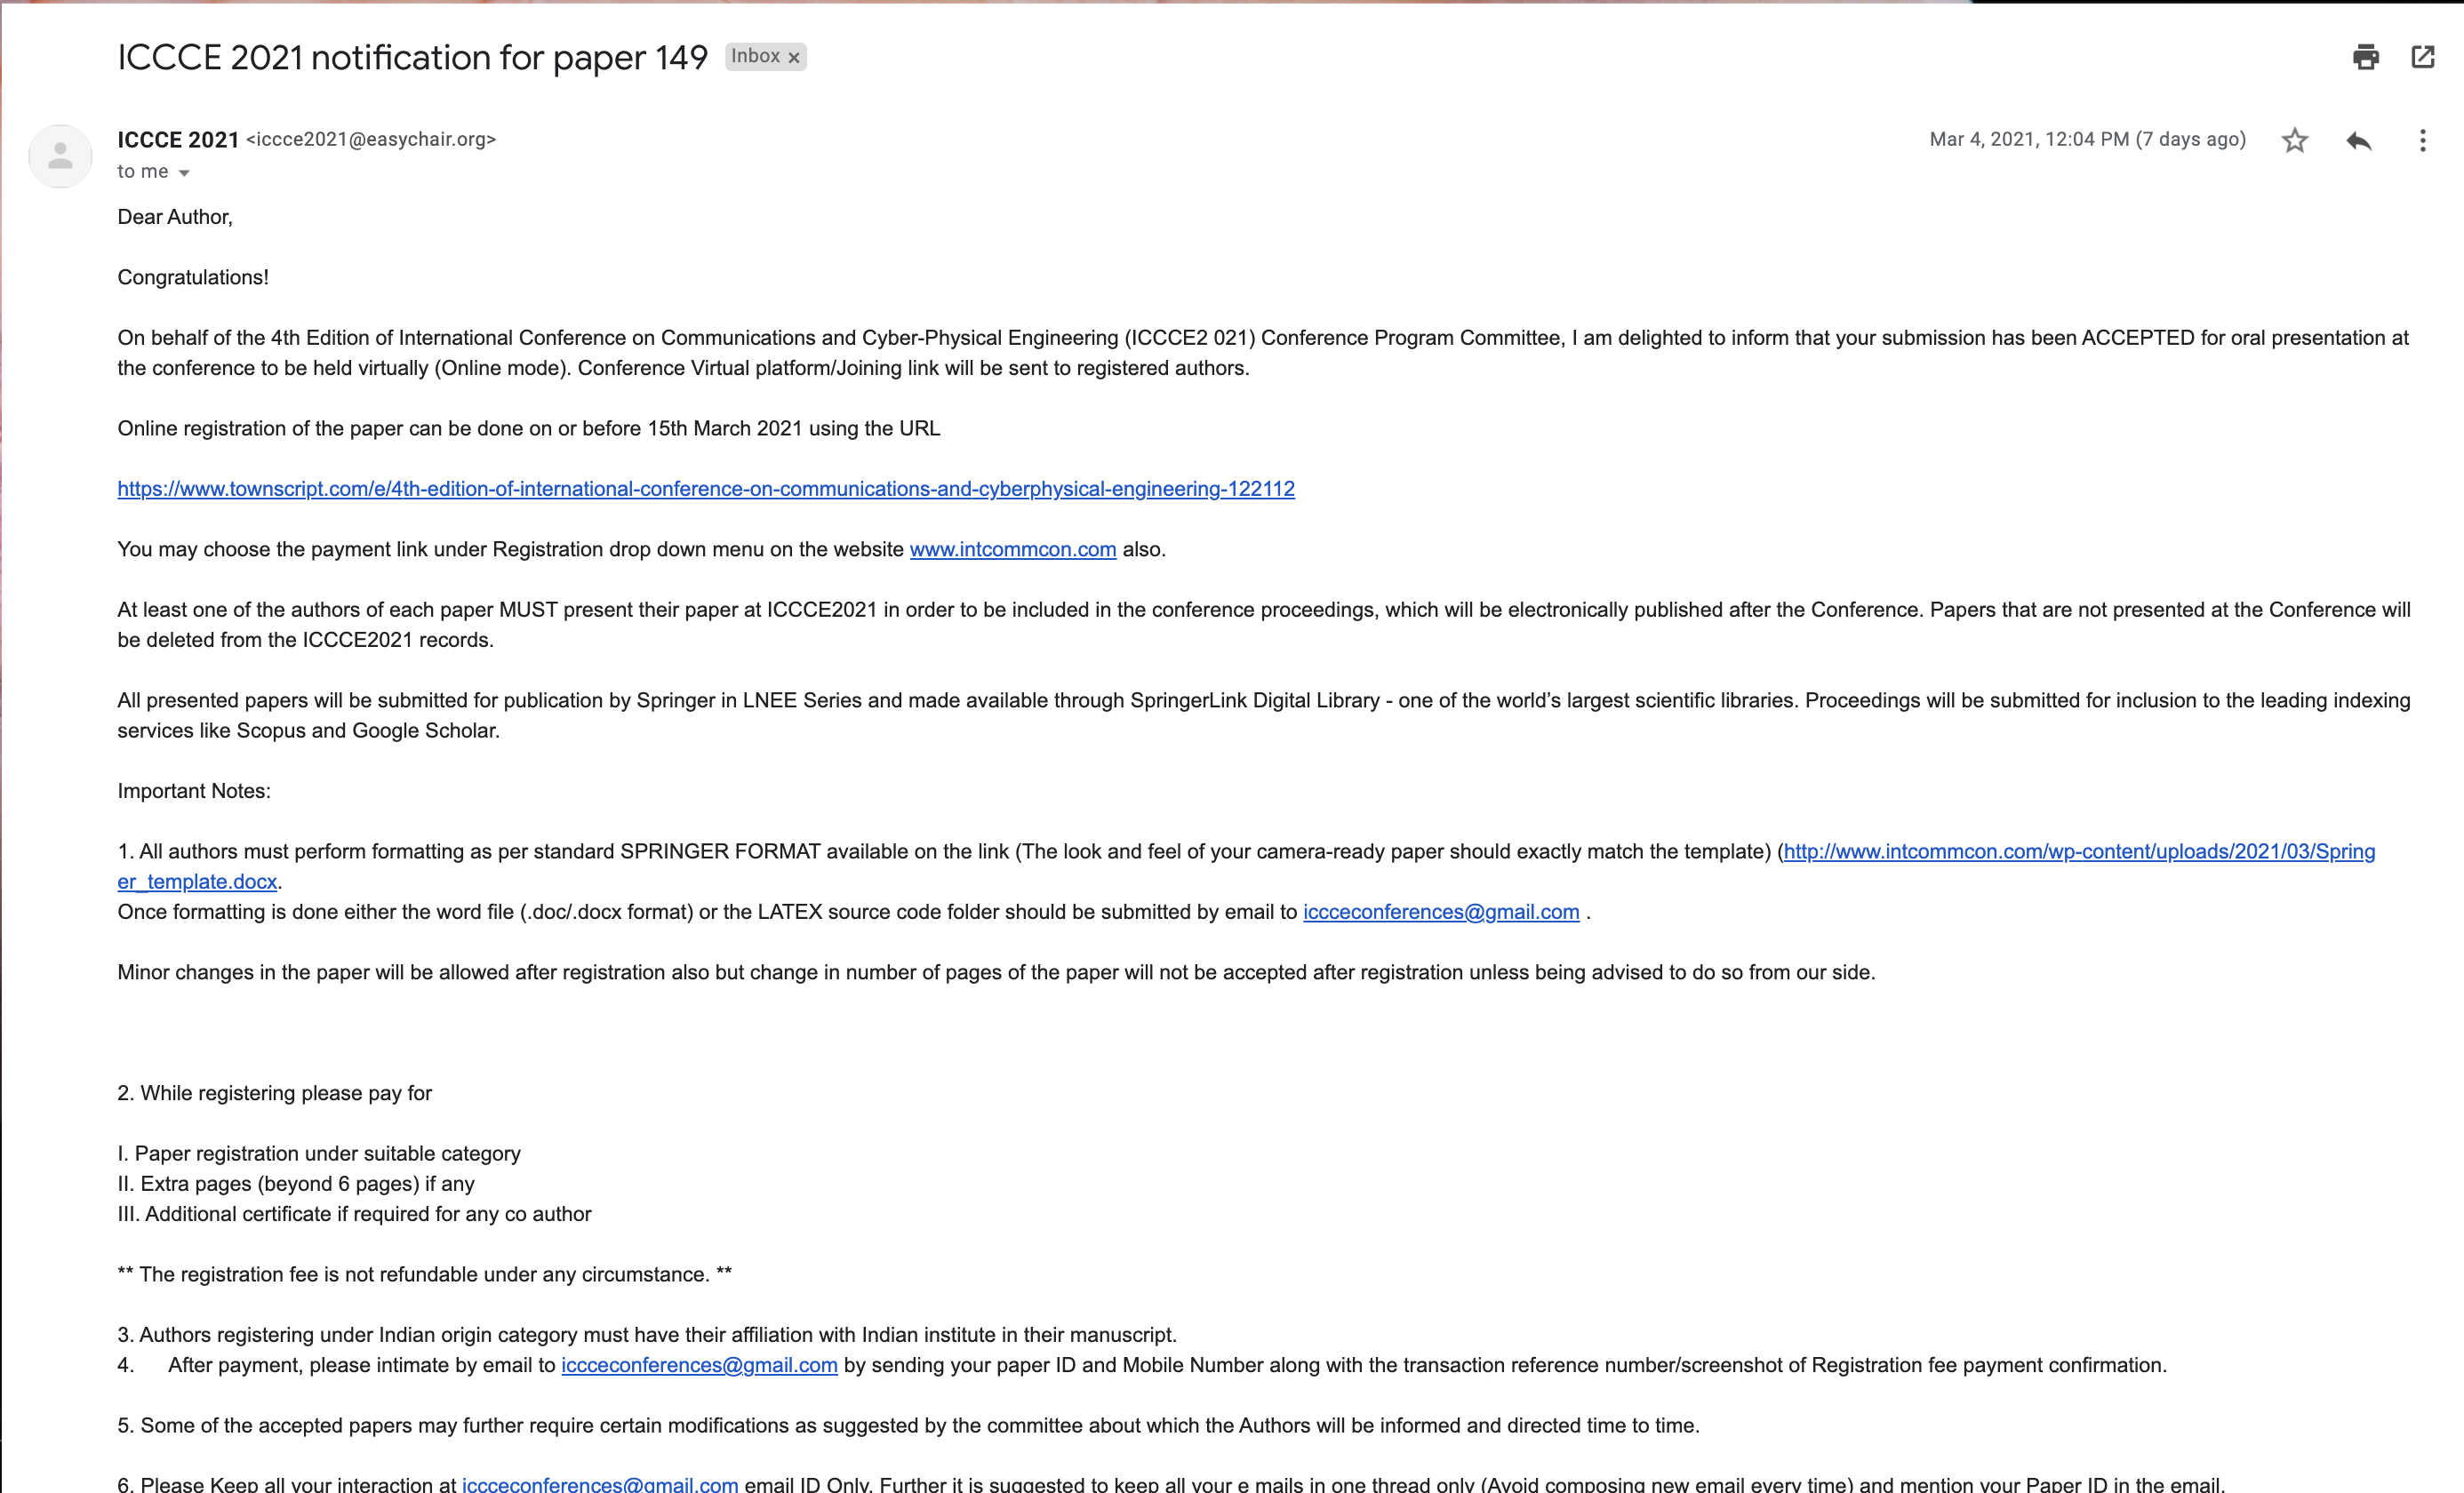 ICCCE 2021 notification for paper 149 Inbox x
ICCCE 2021 <iccce2021@easychair.org> Mar 4, 2021, 12:04 PM (7 days ago)
to me
Dear Author,
Congratulations!
On behalf of the 4th Edition of International Conference on Communications and Cyber-Physical Engineering (ICCCE2 021) Conference Program Committee, I am delighted to inform that your submission has been ACCEPTED for oral presentation at
the conference to be held virtually (Online mode). Conference Virtual platform/Joining link will be sent to registered authors.
Online registration of the paper can be done on or before 15th March 2021 using the URL
https://www.townscript.com/e/4th-edition-of-international-conference-on-communications-and-cyberphysical-engineering-122112
You may choose the payment link under Registration drop down menu on the website www.intcommcon.com also.
At least one of the authors of each paper MUST present their paper at ICCCE2021 in order to be included in the conference proceedings, which will be electronically published after the Conference. Papers that are not presented at the Conference will
be deleted from the ICCCE2021 records.
All presented papers will be submitted for publication by Springer in LNEE Series and made available through SpringerLink Digital Library - one of the world’s largest scientific libraries. Proceedings will be submitted for inclusion to the leading indexing
services like Scopus and Google Scholar.
Important Notes:
1. All authors must perform formatting as per standard SPRINGER FORMAT available on the link (The look and feel of your camera-ready paper should exactly match the template) (http://www.intcommcon.com/wp-content/uploads/2021/03/Spring
er_template.docx.
Once formatting is done either the word file (.doc/.docx format) or the LATEX source code folder should be submitted by email to iccceconferences@gmail.com .
Minor changes in the paper will be allowed after registration also but change in number of pages of the paper will not be accepted after registration unless being advised to do so from our side.
2. While registering please pay for
I. Paper registration under suitable category
II. Extra pages (beyond 6 pages) if any
III. Additional certificate if required for any co author
** The registration fee is not refundable under any circumstance. **
3. Authors registering under Indian origin category must have their affiliation with Indian institute in their manuscript.
4. After payment, please intimate by email to iccceconferences@gmail.com by sending your paper ID and Mobile Number along with the transaction reference number/screenshot of Registration fee payment confirmation.
5. Some of the accepted papers may further require certain modifications as suggested by the committee about which the Authors will be informed and directed time to time.
6. Please Keep all your interaction at iccceconferences@gmail.com email ID Only. Further it is suggested to keep all your e mails in one thread only (Avoid composing new email every time) and mention your Paper ID in the email.